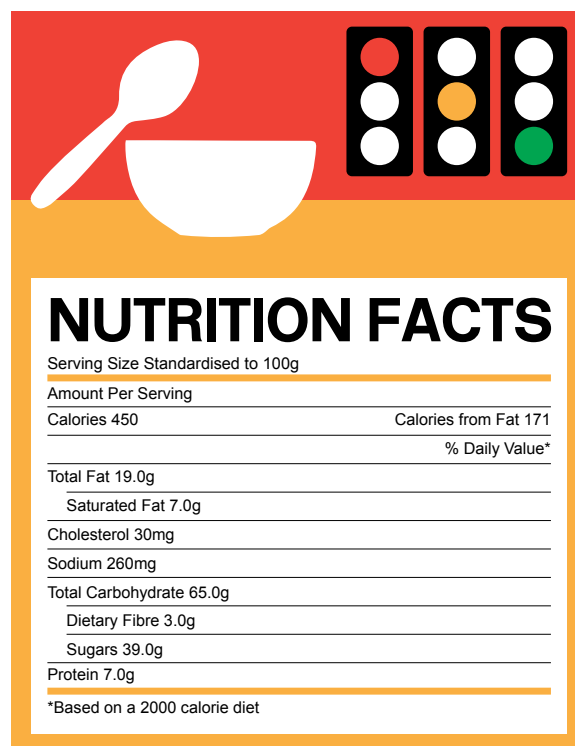 NUTRITION FACTS
Serving Size Standardised to 100g
Amount Per Serving
Calories 450 Calories from Fat 171
% Daily Value*
Total Fat 19.0g
Saturated Fat 7.0g
Cholesterol 30mg
Sodium 260mg
Total Carbohydrate 65.0g
Dietary Fibre 3.0g
Sugars 39.0g
Protein 7.0g
*Based on a 2000 calorie diet